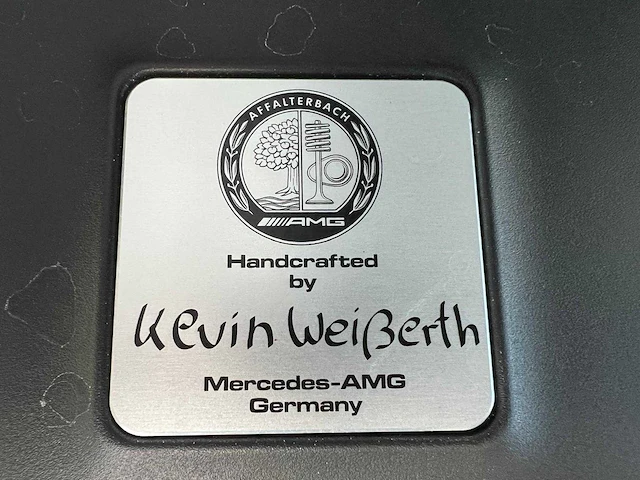 AFFALTERBACH
AMG
Handcrafted
by
Kevin Weißerth
Mercedes-AMG
Germany